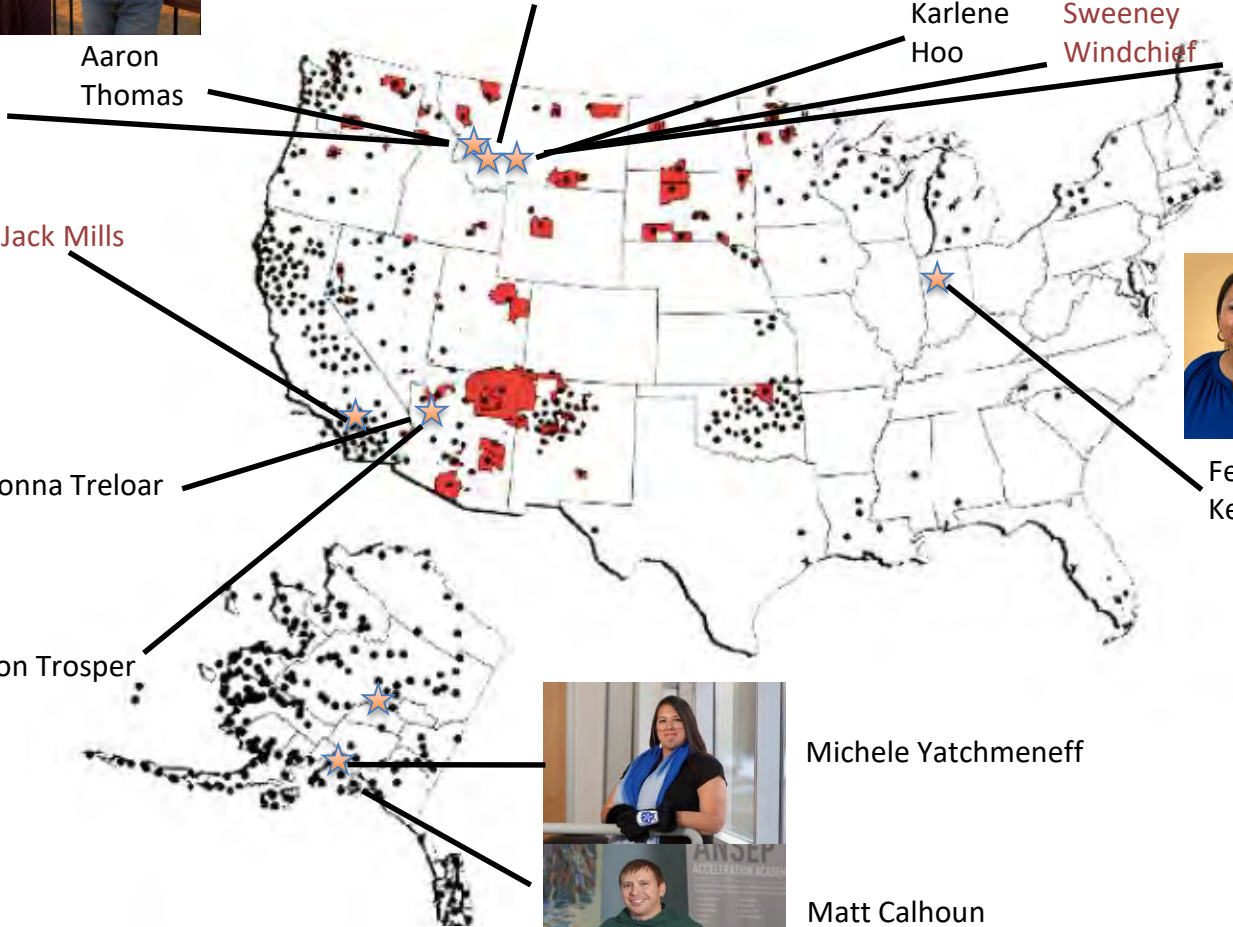 Karlene
Hoo
Sweeney
Windchief
Aaron
Thomas
Jack Mills
onna Treloar
Fe
Ke
on Trosper
Michele Yatchmeneff
ANSEP
ACCELERATION ACADEM
Matt Calhoun